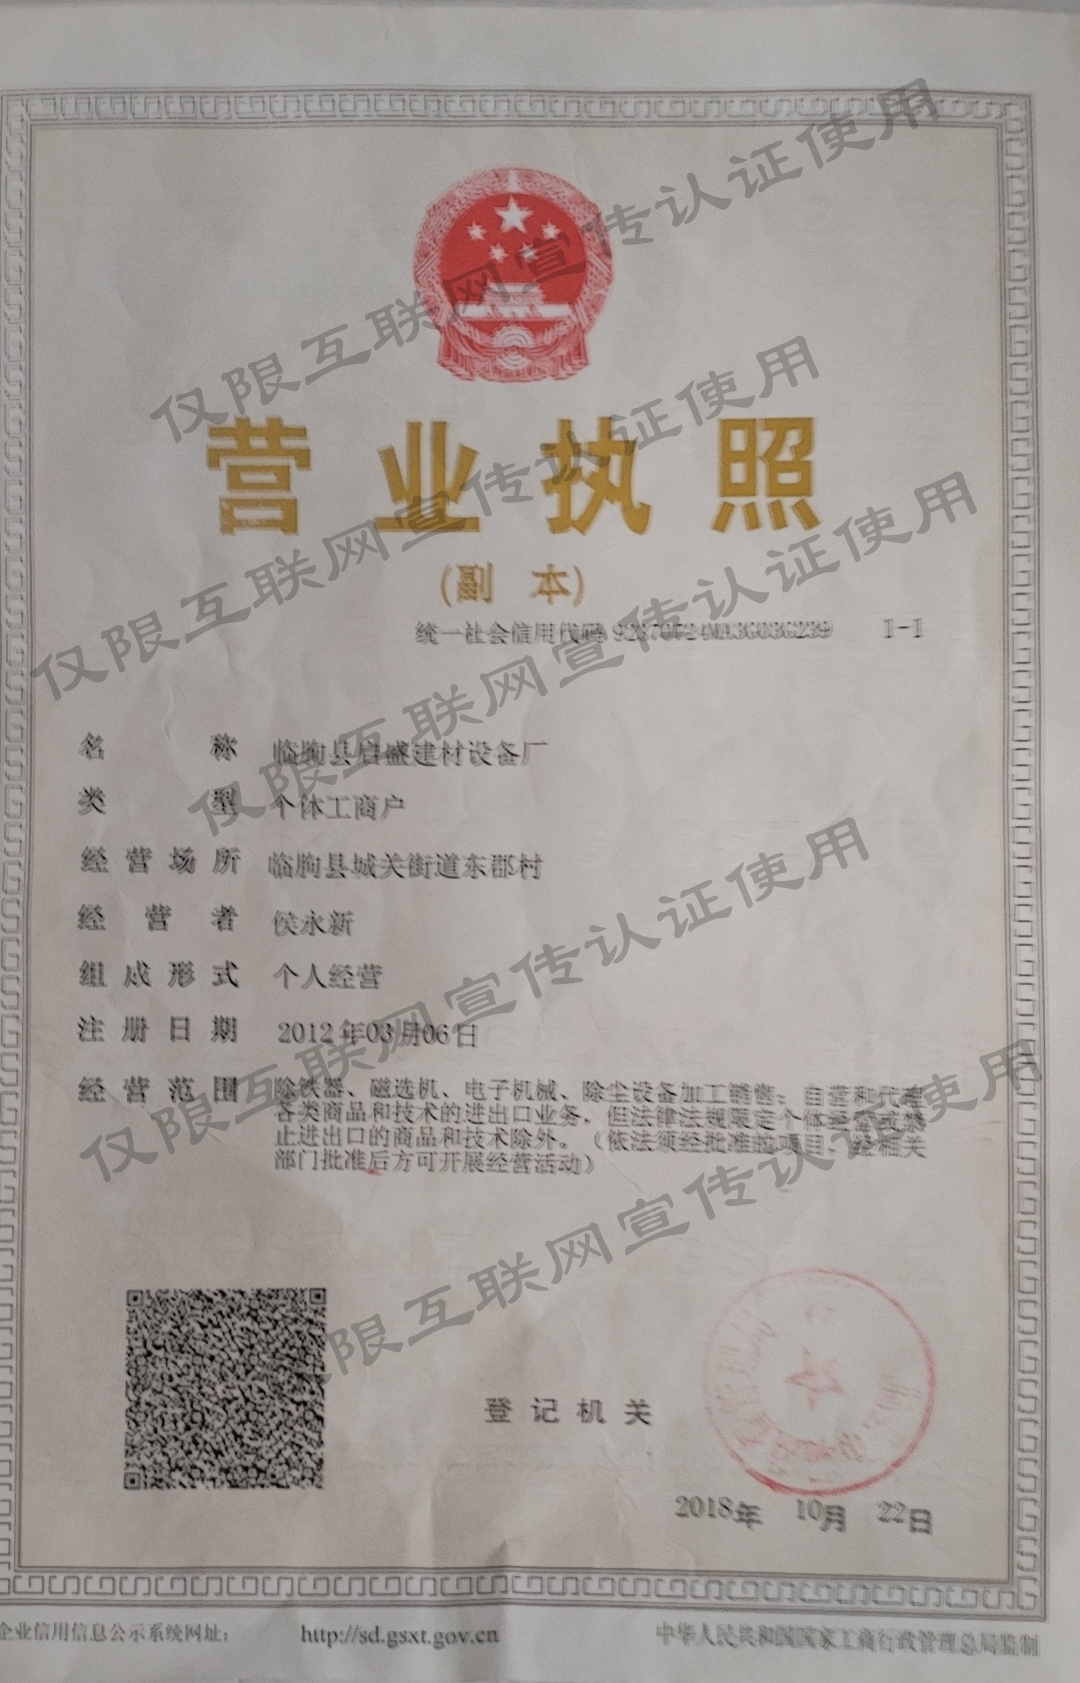 营业执照
(副 本)
统一社会信用代码 1-1
名 称 临朐县启盛建材设备厂
类 型 个体工商户
经营场所 临朐县城关街道东郡村
经 营 者 侯永新
组成形式 个人经营
注册日期 2012年03月06日
经营范围 除铁器、磁选机、电子机械、除尘设备加工销售;自营和代理
各类商品和技术的进出口业务,但法律法规限定个体经营或禁
止进出口的商品和技术除外。(依法须经批准的项目,经相关
部门批准后方可开展经营活动)
登记机关
2018年 10月 22日
企业信用信息公示系统网址: http://sd.gsxt.gov.cn 中华人民共和国国家工商行政管理总局监制
仅限互联网宣传认证使用
仅限互联网宣传认证使用
仅限互联网宣传认证使用
仅限互联网宣传认证使用
仅限互联网宣传认证使用